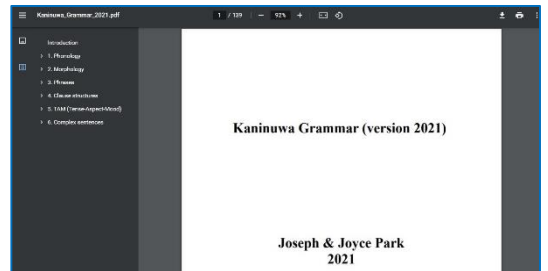 Kaninuwa_Grammar_2021.pdf
1 / 139
92%
Introduction
1. Phonology
2. Morphology
3. Phrases
4. Clause structures
5. TAM (Tense-Aspect-Mood)
6. Complex sentences
Kaninuwa Grammar (version 2021)
Joseph & Joyce Park
2021